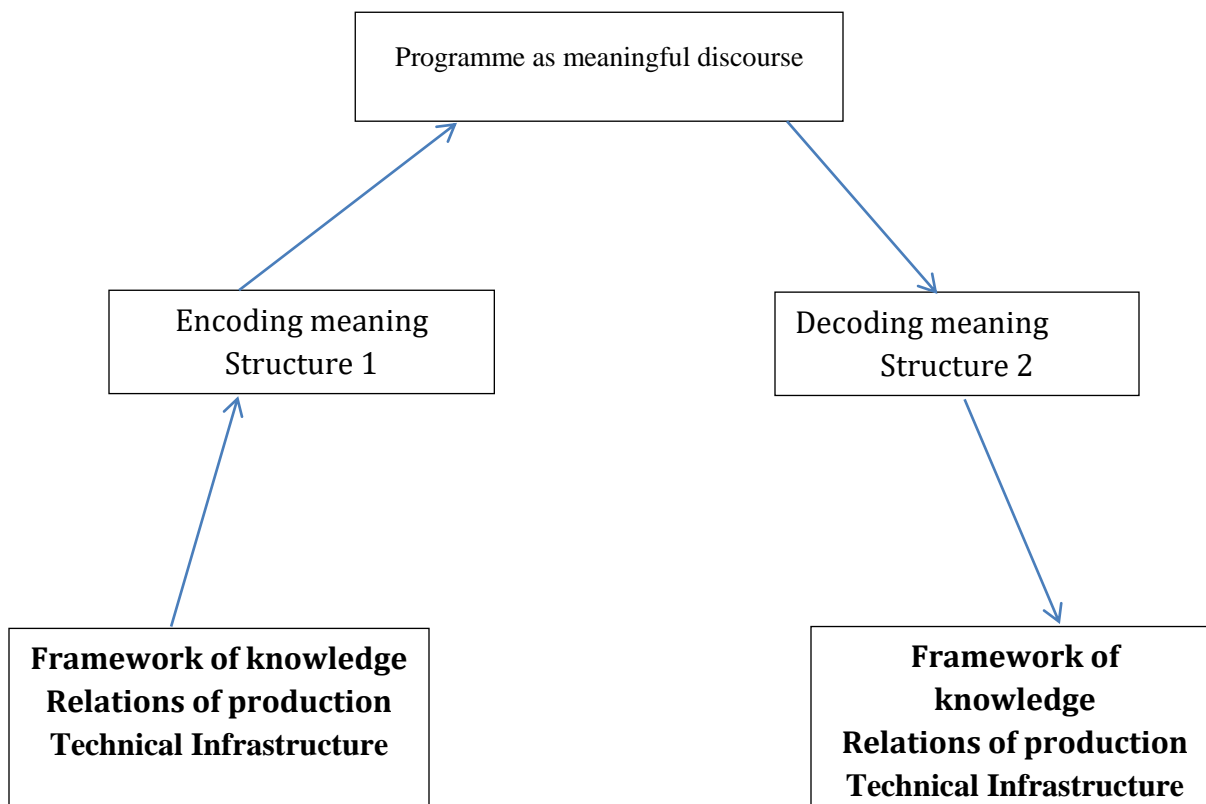 Programme as meaningful discourse
Encoding meaning
Structure 1
Decoding meaning
Structure 2
Framework of knowledge
Relations of production
Technical Infrastructure
Framework of
knowledge
Relations of production
Technical Infrastructure